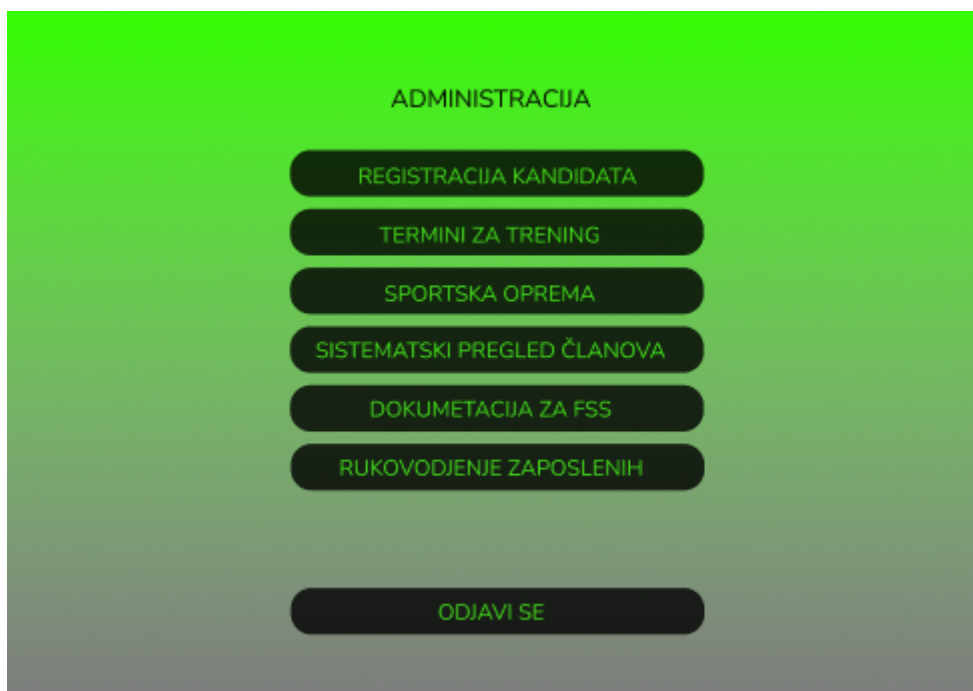 ADMINISTRACIJA
REGISTRACIJA KANDIDATA
TERMINI ZA TRENING
SPORTSKA OPREMA
SISTEMATSKI PREGLED ČLANOVA
DOKUMETACIJA ZA FSS
RUKOVODJENJE ZAPOSLENIH
ODJAVI SE